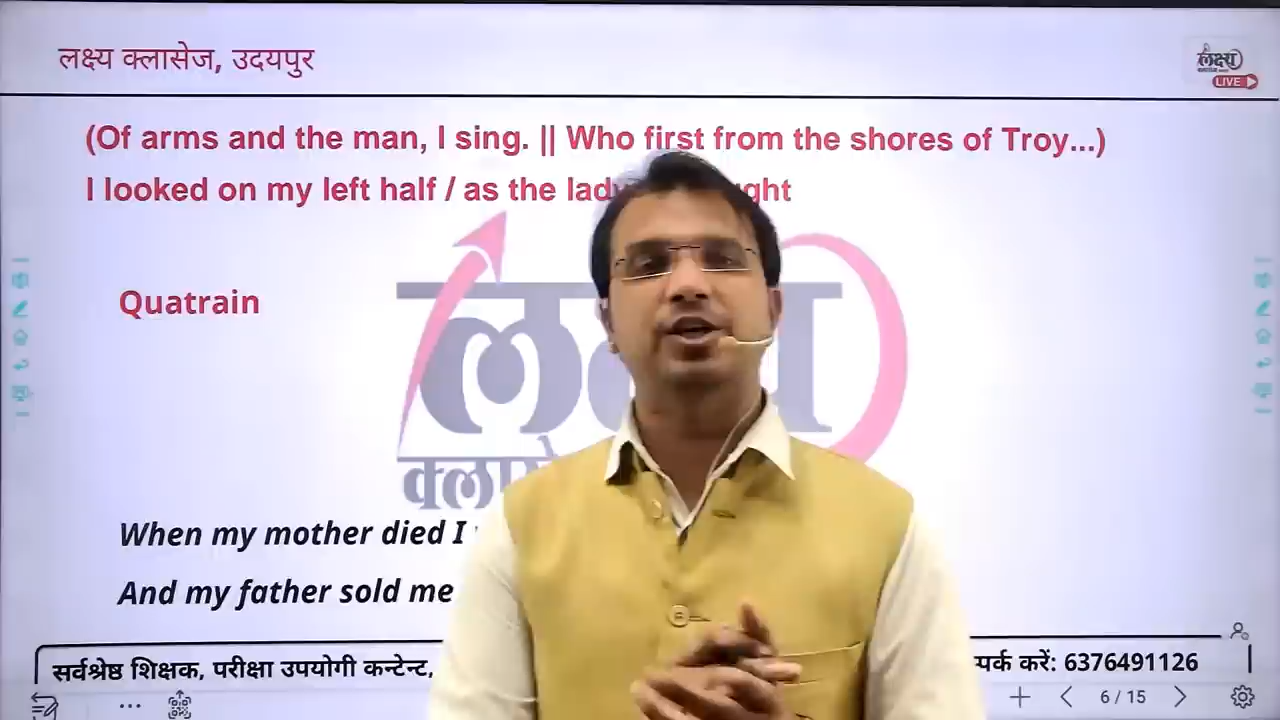 लक्ष्य क्लासेज, उदयपुर
लक्ष्य
LIVE
(Of arms and the man, I sing. || Who first from the shores of Troy...)
I looked on my left half / as the lady
Quatrain
When my mother died I
And my father sold me
सर्वश्रेष्ठ शिक्षक, परीक्षा उपयोगी कन्टेन्ट,
करें: 6376491126
6 / 15